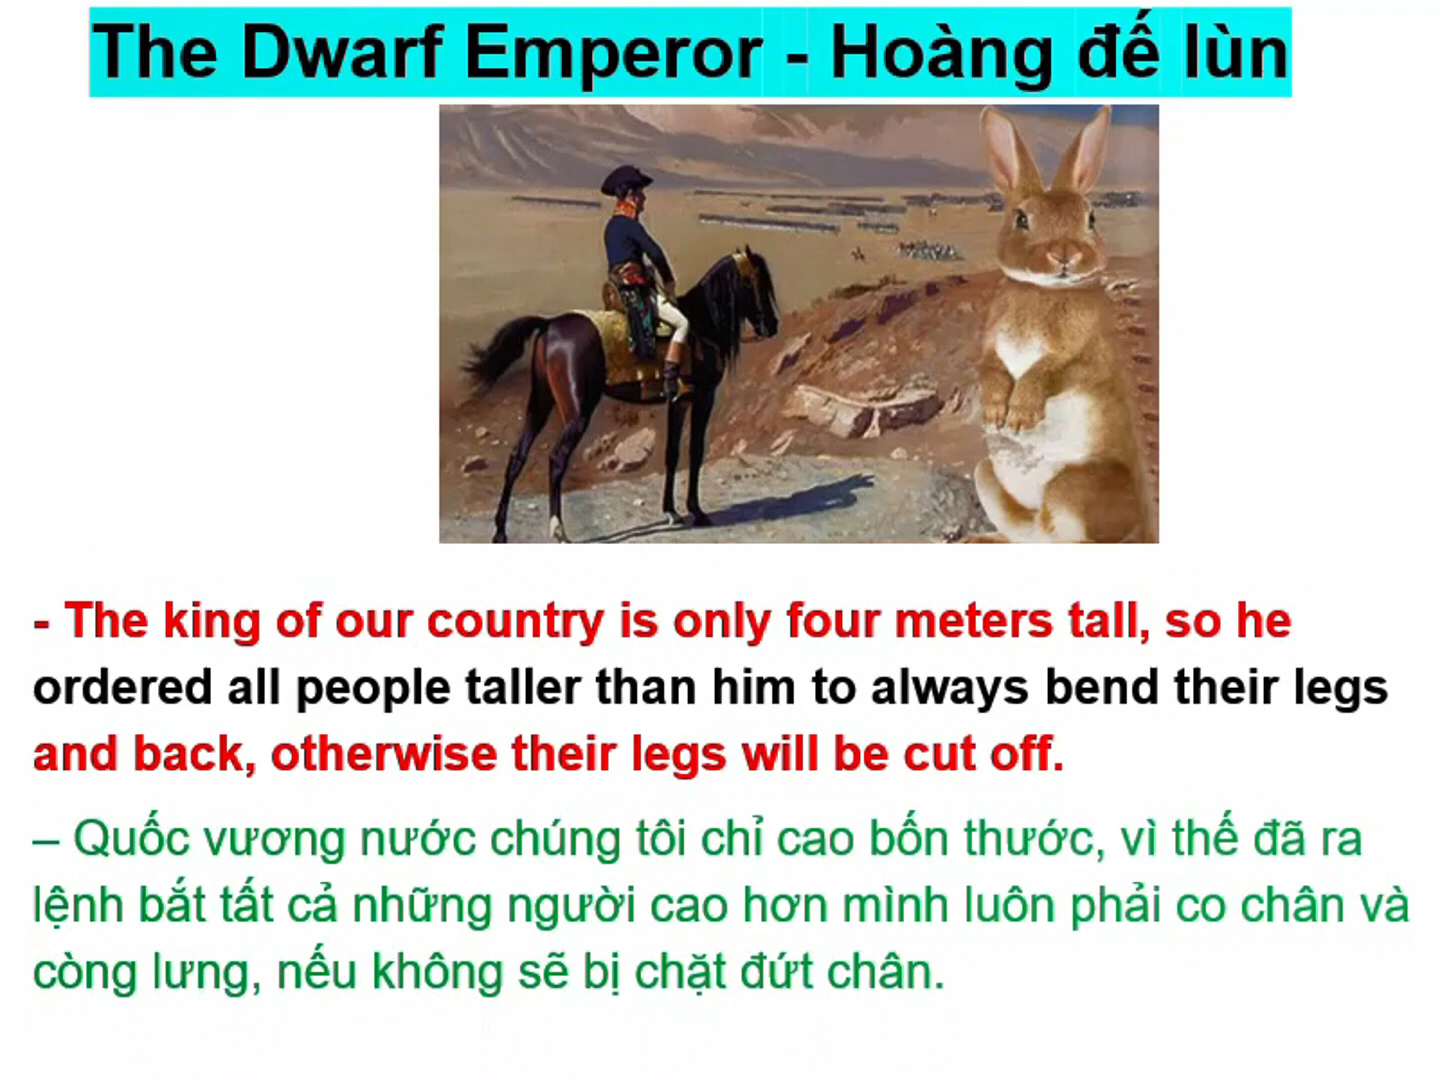 The Dwarf Emperor - Hoàng đế lùn
- The king of our country is only four meters tall, so he
ordered all people taller than him to always bend their legs
and back, otherwise their legs will be cut off.
– Quốc vương nước chúng tôi chỉ cao bốn thước, vì thế đã ra
lệnh bắt tất cả những người cao hơn mình luôn phải co chân và
còng lưng, nếu không sẽ bị chặt đứt chân.